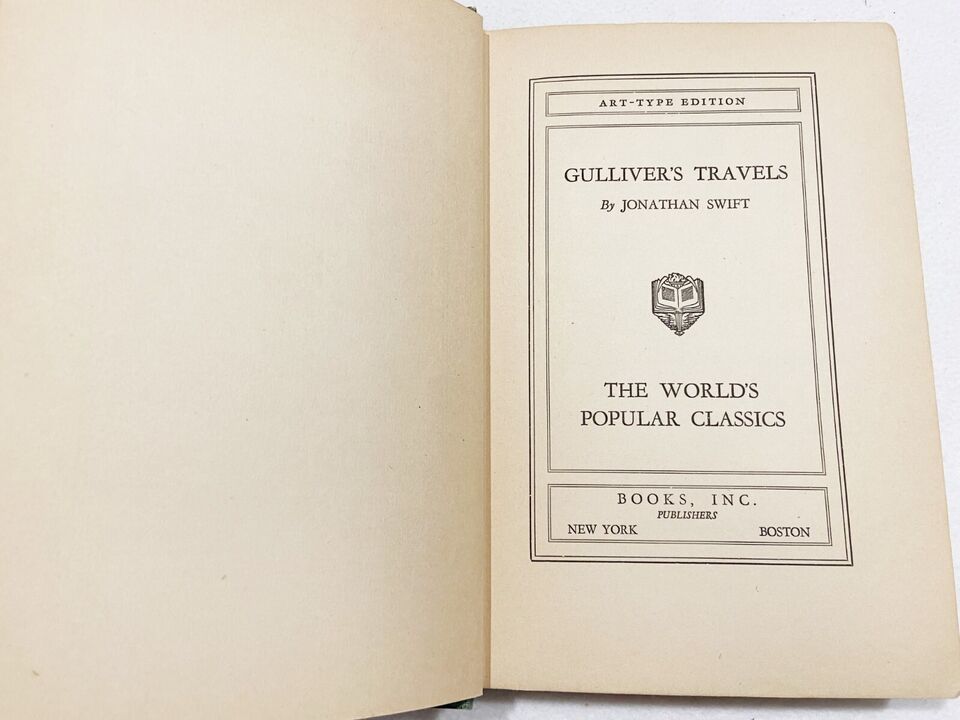 ART-TYPE EDITION
GULLIVER'S TRAVELS
By JONATHAN SWIFT
THE WORLD'S
POPULAR CLASSICS
BOOKS, INC.
PUBLISHERS
NEW YORK BOSTON